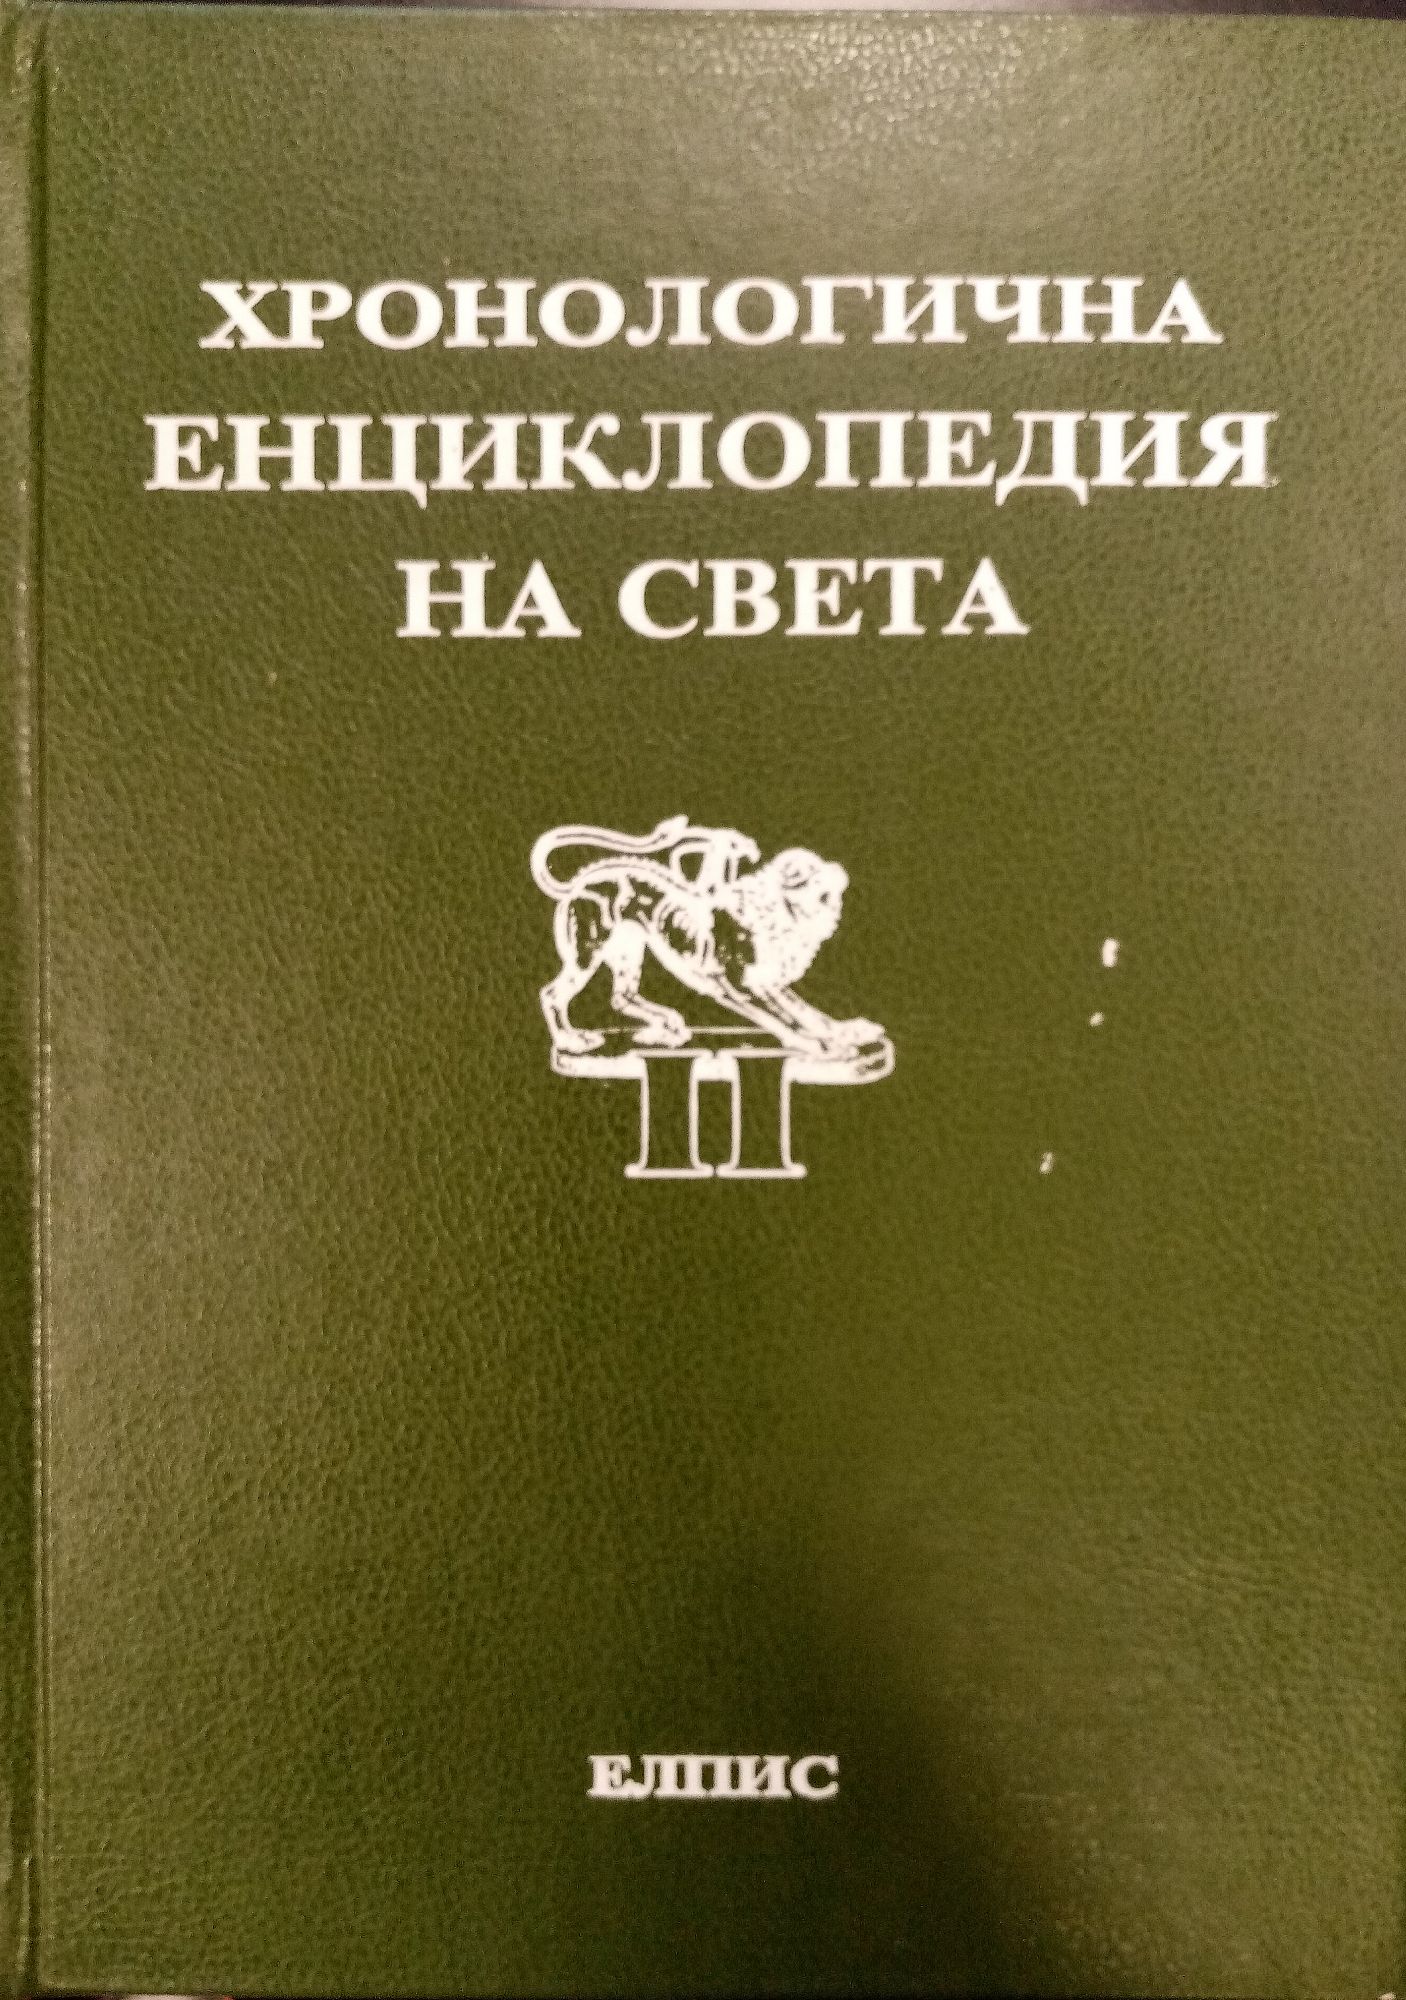 ХРОНОЛОГИЧНА
ЕНЦИКЛОПЕДИЯ
НА СВЕТА
II
ЕЛПИС